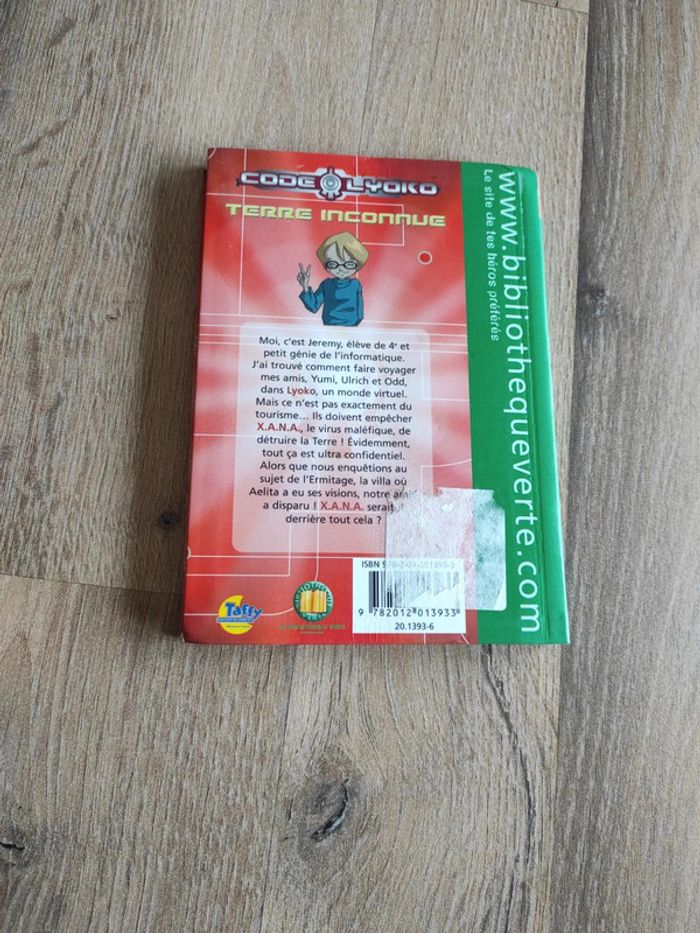 CODE LYOKO
TERRE INCONNUE
Moi, c'est Jeremy, élève de 4e et
petit génie de l'informatique.
J'ai trouvé comment faire voyager
mes amis, Yumi, Ulrich et Odd,
dans Lyoko, un monde virtuel.
Mais ce n'est pas exactement du
tourisme... Ils doivent empêcher
X.A.N.A., le virus maléfique, de
détruire la Terre ! Évidemment,
tout ça est ultra confidentiel.
Alors que nous enquêtions au
sujet de l'Ermitage, la villa où
Aelita a eu ses visions, notre
a disparu ! X.A.N.A.
derrière tout cela ?
ISBN
9 782012 013933
20.1393-6
Taffy
www.bibliothequeverte.com
Le site de tes héros préférés